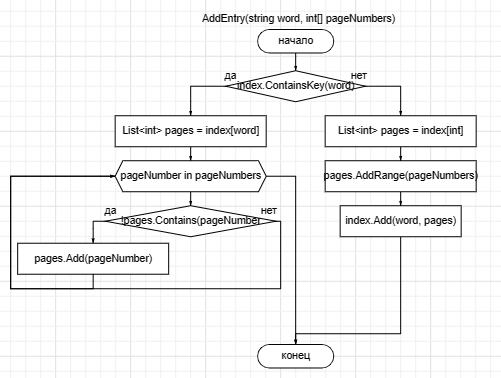 AddEntry(string word, int[] pageNumbers)
начало
да
нет
index.ContainsKey(word)
List<int> pages = index[word]
List<int> pages = index[int]
pageNumber in pageNumbers
pages.AddRange(pageNumbers)
да
нет
!pages.Contains(pageNumber
index.Add(word, pages)
pages.Add(pageNumber)
конец